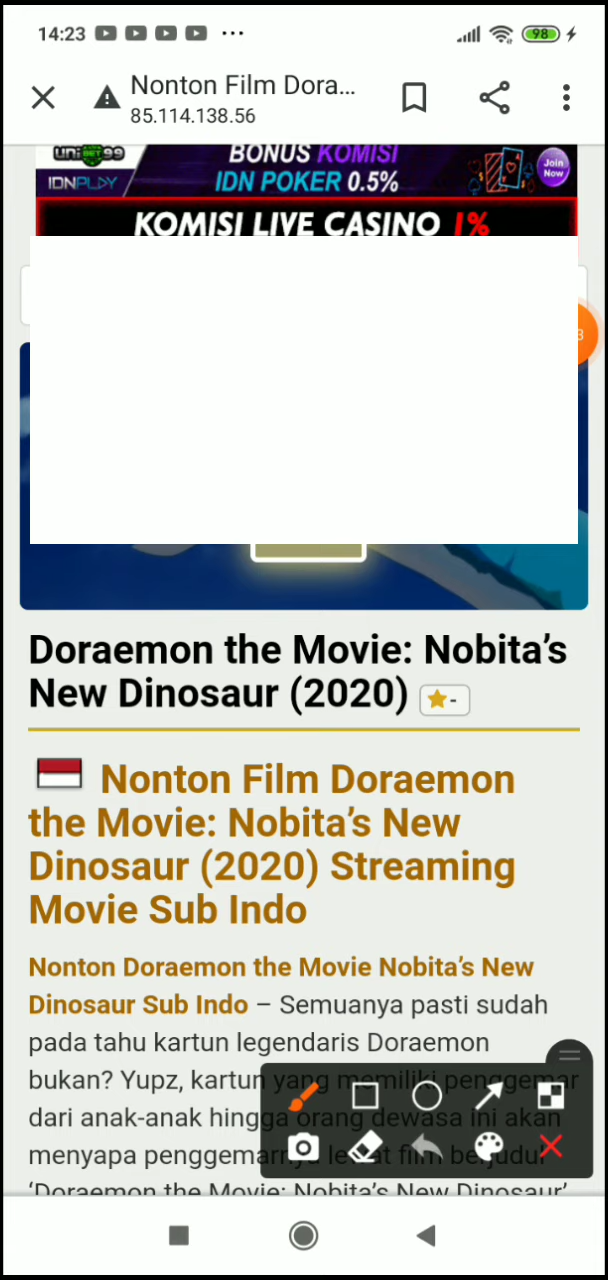 14:23
98
Nonton Film Dora...
85.114.138.56
UNIBET99
BONUS KOMISI
IDNPLAY
IDN POKER 0.5%
Join
Now
KOMISI LIVE CASINO 1%
3
Doraemon the Movie: Nobita’s
New Dinosaur (2020) -
Nonton Film Doraemon
the Movie: Nobita’s New
Dinosaur (2020) Streaming
Movie Sub Indo
Nonton Doraemon the Movie Nobita’s New
Dinosaur Sub Indo – Semuanya pasti sudah
pada tahu kartun legendaris Doraemon
bukan? Yupz, kartun yang memiliki penggemar
dari anak-anak hingga orang dewasa ini akan
menyapa penggemarnya lewat film berjudul
‘Doraemon the Movie: Nobita’s New Dinosaur’